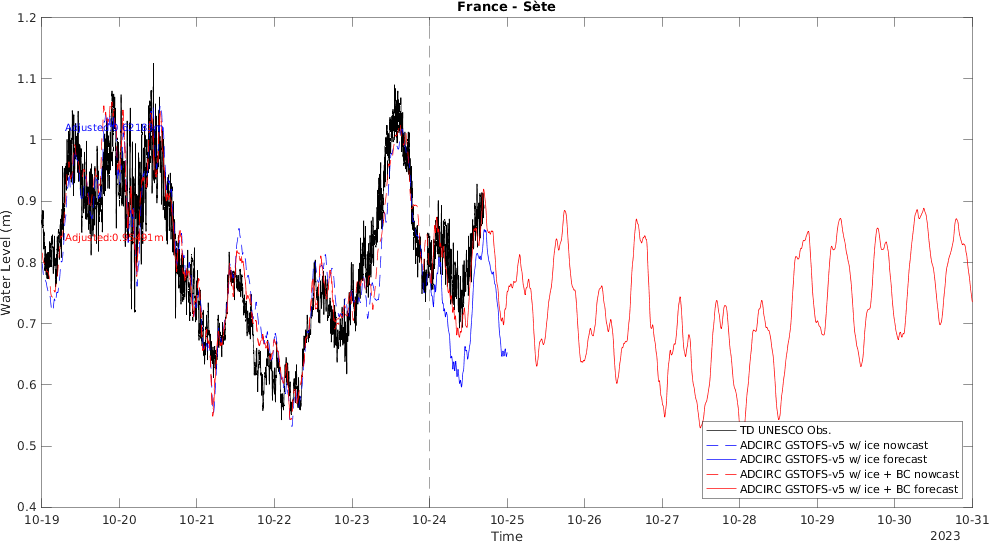 France - Sète
Water Level (m)
1.2
1.1
1
0.9
0.8
0.7
0.6
0.5
0.4
10-19
10-20
10-21
10-22
10-23
10-24
10-25
10-26
10-27
10-28
10-29
10-30
10-31
Time
2023
TD UNESCO Obs.
ADCIRC GSTOFS-v5 w/ ice nowcast
ADCIRC GSTOFS-v5 w/ ice forecast
ADCIRC GSTOFS-v5 w/ ice + BC nowcast
ADCIRC GSTOFS-v5 w/ ice + BC forecast